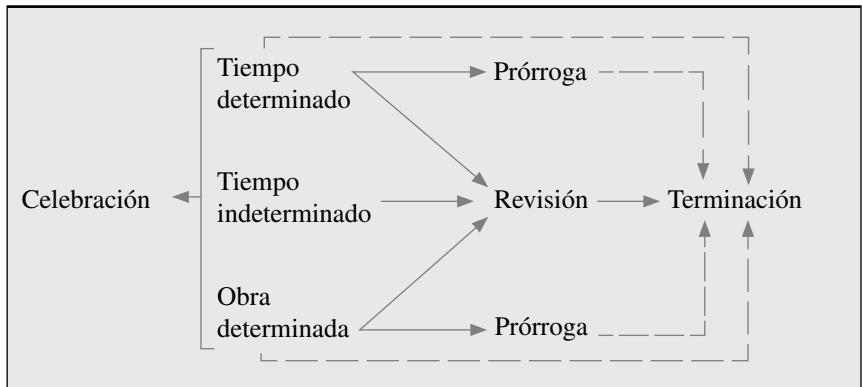 Tiempo
determinado
Prórroga
Celebración
Tiempo
indeterminado
Revisión
Terminación
Obra
determinada
Prórroga